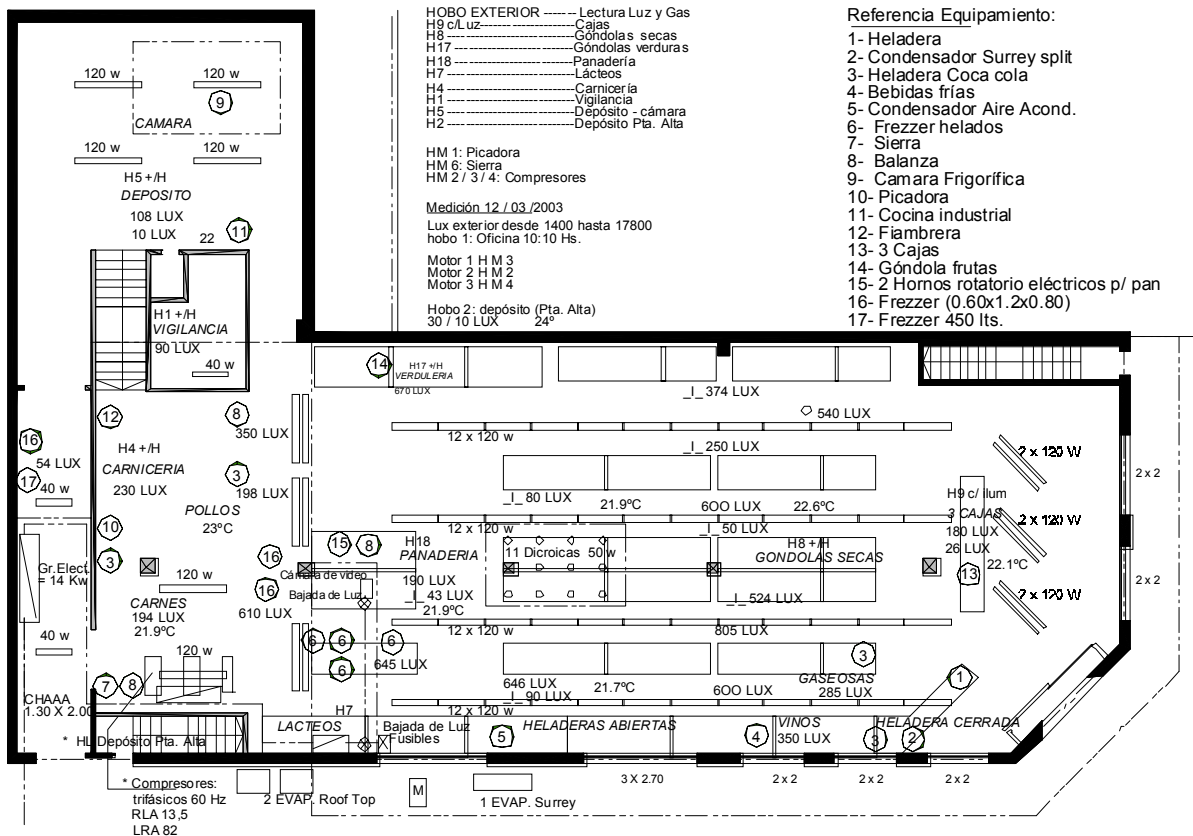 HOBO EXTERIOR ------- Lectura Luz y Gas
H9 c/Luz----------------------Cajas
H8 -----------------------------Góndolas secas
H17 ---------------------------Góndolas verduras
H18 ---------------------------Panadería
H7 -----------------------------Lácteos
H4 -----------------------------Carnicería
H1 -----------------------------Vigilancia
H5 -----------------------------Depósito - cámara
H2 -----------------------------Depósito Pta. Alta
HM 1: Picadora
HM 6: Sierra
HM 2 / 3 / 4: Compresores
Medición 12 / 03 /2003
Lux exterior desde 1400 hasta 17800
hobo 1: Oficina 10:10 Hs.
Motor 1 H M 3
Motor 2 H M 2
Motor 3 H M 4
Hobo 2: depósito (Pta. Alta)
30 / 10 LUX 24º
Referencia Equipamiento:
1- Heladera
2- Condensador Surrey split
3- Heladera Coca cola
4- Bebidas frías
5- Condensador Aire Acond.
6- Frezzer helados
7- Sierra
8- Balanza
9- Camara Frigorífica
10- Picadora
11- Cocina industrial
12- Fiambrera
13- 3 Cajas
14- Góndola frutas
15- 2 Hornos rotatorio eléctricos p/ pan
16- Frezzer (0.60x1.2x0.80)
17- Frezzer 450 lts.
120 w
120 w
9
CAMARA
120 w
120 w
H5 +/H
DEPOSITO
108 LUX
10 LUX
22
11
H1 +/H
VIGILANCIA
90 LUX
40 w
14
H17 +/H
VERDULERIA
670 LUX
_I_ 374 LUX
540 LUX
12
8
350 LUX
12 x 120 w
_I_ 250 LUX
2 x 120 W
16
54 LUX
17
40 w
H4 +/H
CARNICERIA
230 LUX
3
198 LUX
POLLOS
23ºC
_I_ 80 LUX
21.9ºC
600 LUX
22.6ºC
H9 c/ ilum
3 CAJAS
180 LUX
26 LUX
22.1ºC
13
2 x 2
10
3
12 x 120 w
_I_ 50 LUX
2 x 120 W
15
8
H18
PANADERIA
11 Dicroicas 50 w
H8 +/H
GONDOLAS SECAS
16
Cámara de video
Bajada de Luz
190 LUX
_I_ 43 LUX
21.9ºC
_I_ 524 LUX
2 x 120 W
2 x 2
Gr.Elect.
= 14 Kw
120 w
16
610 LUX
CARNES
194 LUX
21.9ºC
40 w
120 w
12 x 120 w
805 LUX
6
6
6
6
645 LUX
3
GASEOSAS
285 LUX
1
7
8
646 LUX
_I_ 90 LUX
21.7ºC
600 LUX
CHAAA
1.30 X 2.00
H7
12 x 120 w
LACTEOS
Bajada de Luz
Fusibles
HELADERAS ABIERTAS
5
4
VINOS
350 LUX
HELADERA CERRADA
3
2
* HL Depósito Pta. Alta
* Compresores:
trifásicos 60 Hz
RLA 13,5
LRA 82
2 EVAP. Roof Top
M
1 EVAP. Surrey
3 X 2.70
2 x 2
2 x 2
2 x 2